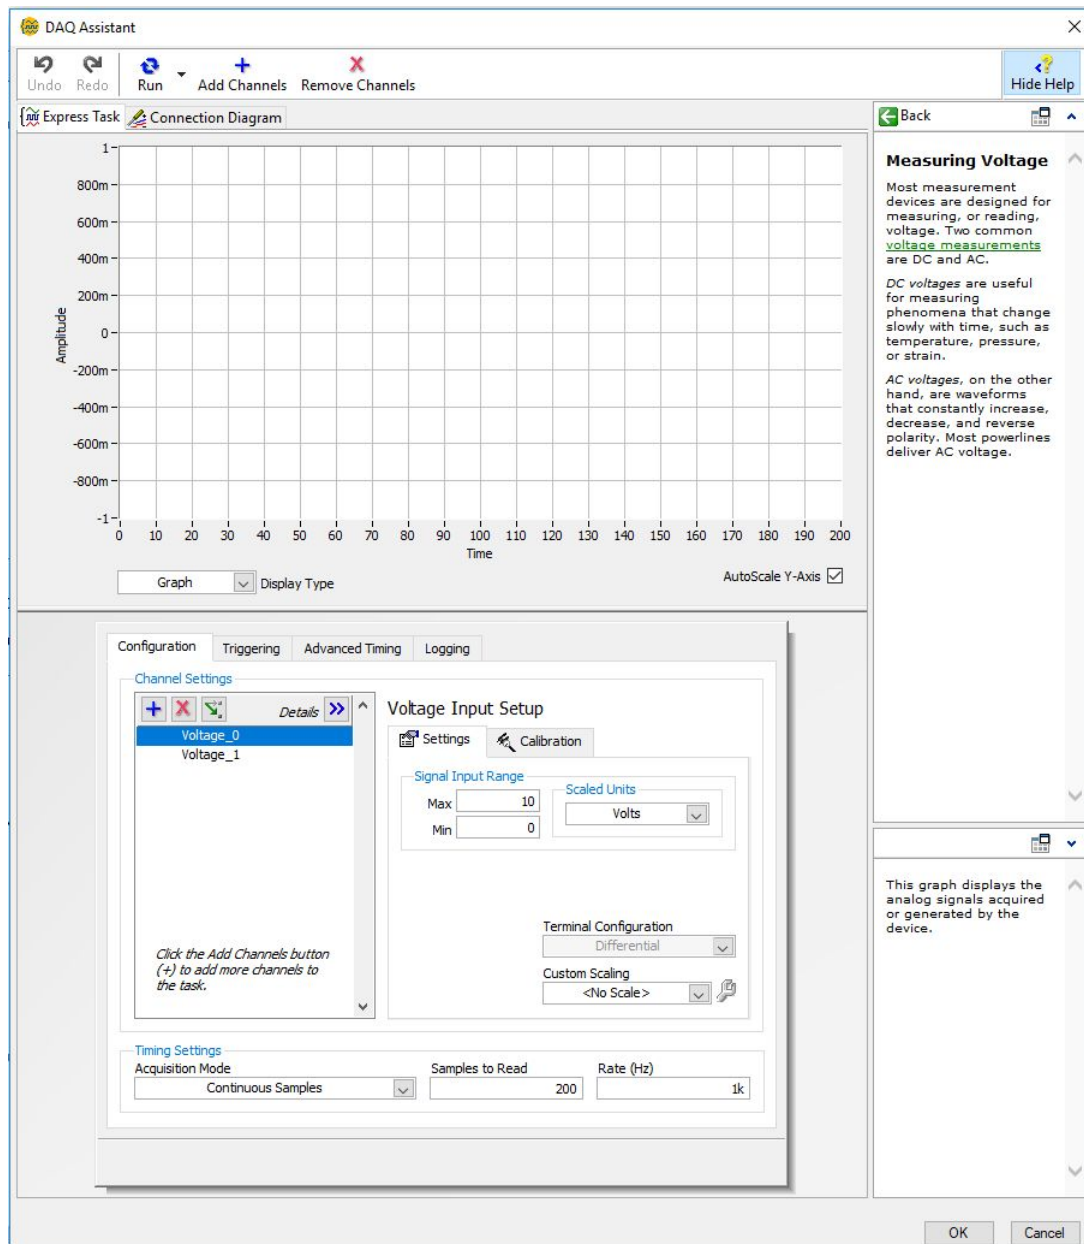 DAQ Assistant
Undo Redo Run Add Channels Remove Channels Hide Help
Express Task Connection Diagram
Back
1
800m
600m
400m
200m
0
-200m
-400m
-600m
-800m
-1
Amplitude
0 10 20 30 40 50 60 70 80 90 100 110 120 130 140 150 160 170 180 190 200
Time
Graph Display Type AutoScale Y-Axis
Measuring Voltage
Most measurement
devices are designed for
measuring, or reading,
voltage. Two common
voltage measurements
are DC and AC.
DC voltages are useful
for measuring
phenomena that change
slowly with time, such as
temperature, pressure,
or strain.
AC voltages, on the other
hand, are waveforms
that constantly increase,
decrease, and reverse
polarity. Most powerlines
deliver AC voltage.
Configuration Triggering Advanced Timing Logging
Channel Settings
Details
Voltage_0
Voltage_1
Click the Add Channels button
(+) to add more channels to
the task.
Voltage Input Setup
Settings Calibration
Signal Input Range
Max 10
Min 0
Scaled Units
Volts
Terminal Configuration
Differential
Custom Scaling
<No Scale>
Timing Settings
Acquisition Mode Samples to Read Rate (Hz)
Continuous Samples 200 1k
This graph displays the
analog signals acquired
or generated by the
device.
OK Cancel